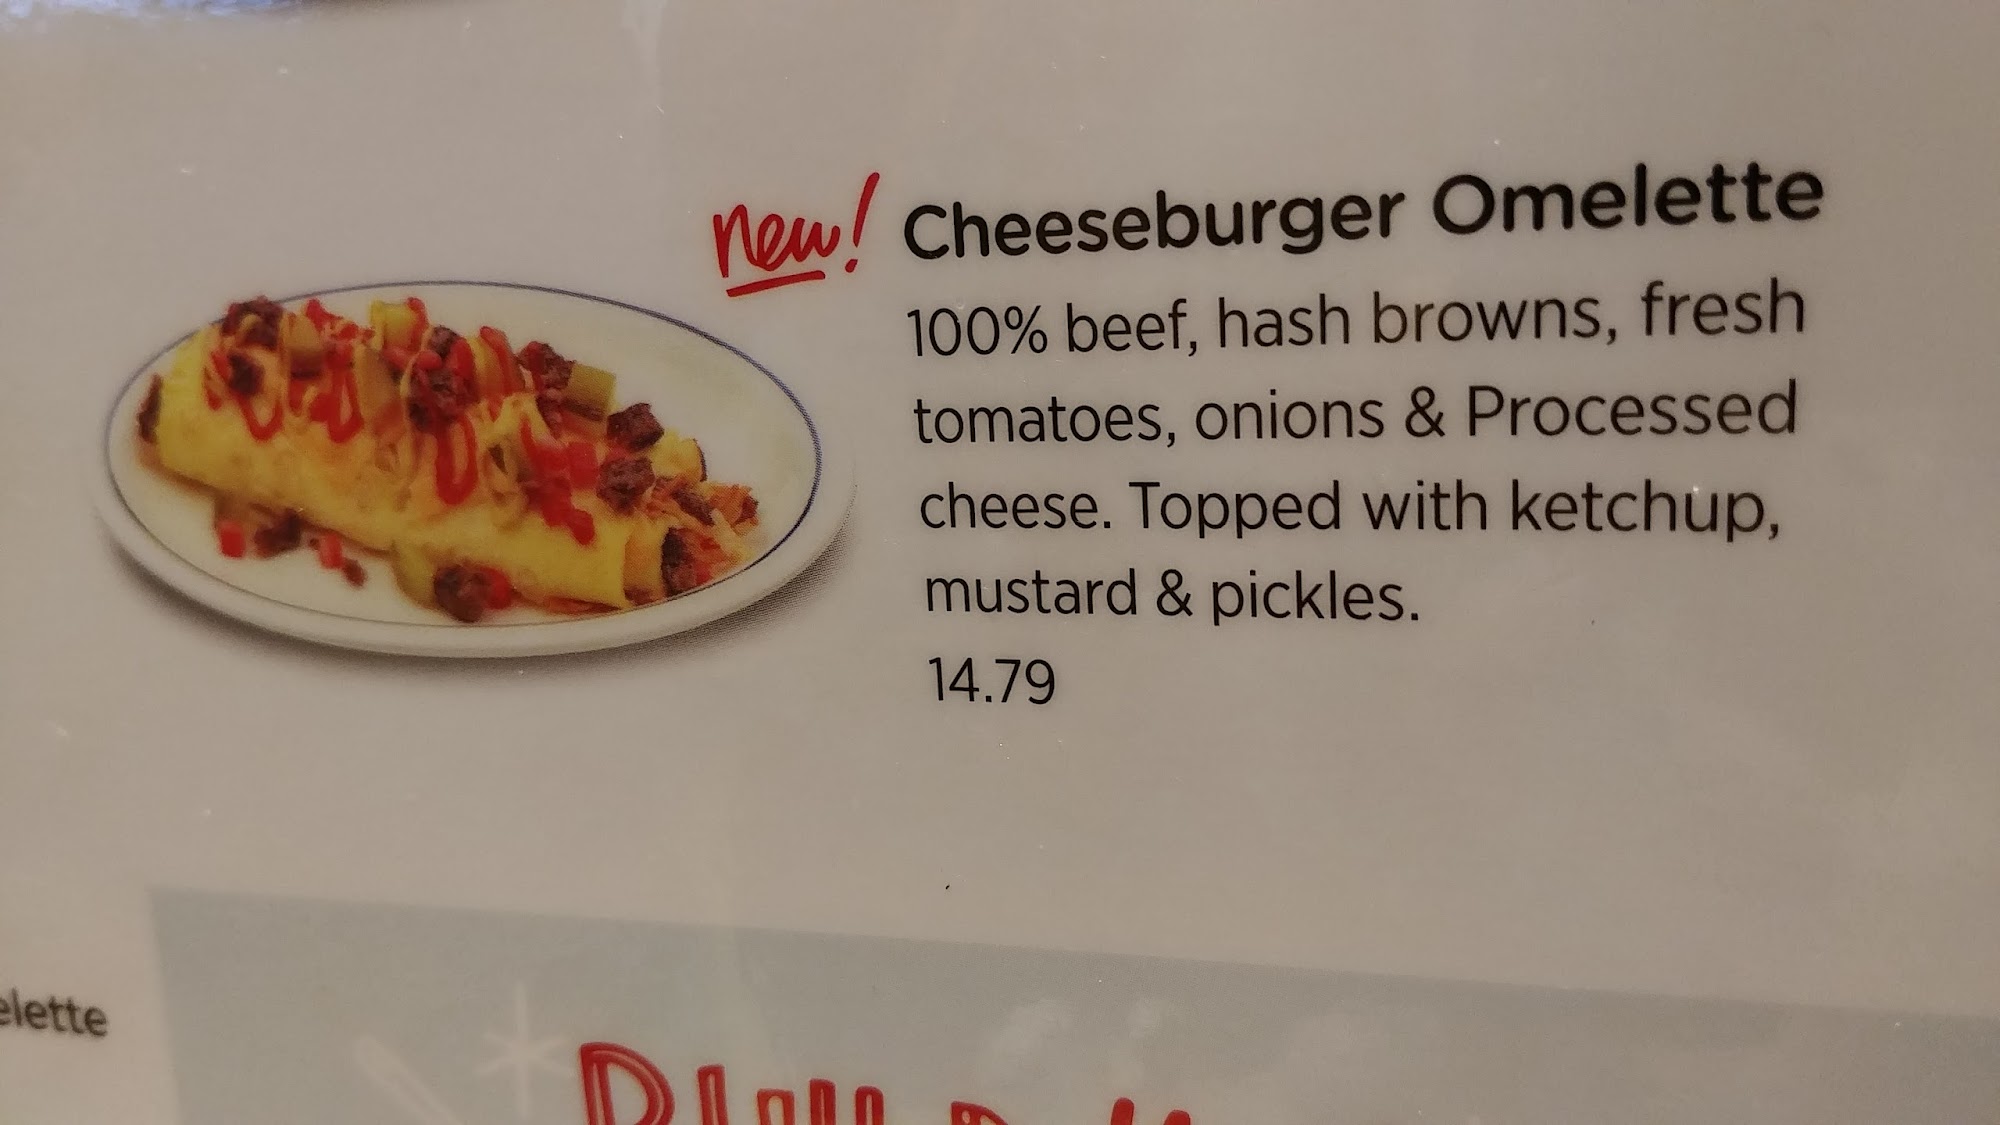 new! Cheeseburger Omelette
100% beef, hash browns, fresh
tomatoes, onions & Processed
cheese. Topped with ketchup,
mustard & pickles.
14.79
elette